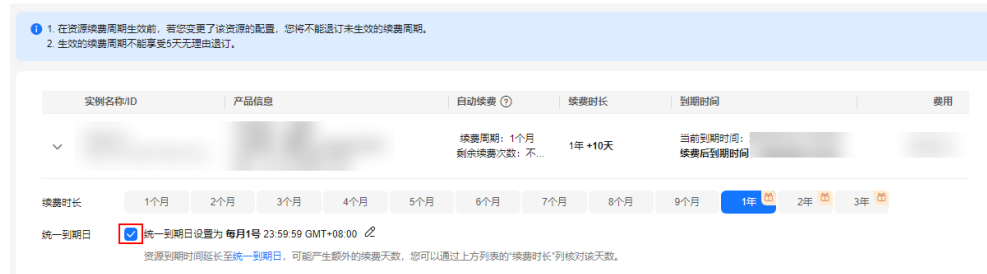 1. 在资源续费周期生效前，若您变更了该资源的配置，您将不能退订未生效的续费周期。
2. 生效的续费周期不能享受5天无理由退订。
实例名称/ID 产品信息 自动续费 续费时长 到期时间 费用
续费周期：1个月 当前到期时间：
1年 +10天
剩余续费次数：不... 续费后到期时间
续费时长 1个月 2个月 3个月 4个月 5个月 6个月 7个月 8个月 9个月 1年 2年 3年
统一到期日 统一到期日设置为 每月1号 23:59:59 GMT+08:00
资源到期时间延长至统一到期日，可能产生额外的续费天数，您可以通过上方列表的“续费时长”列核对该天数。